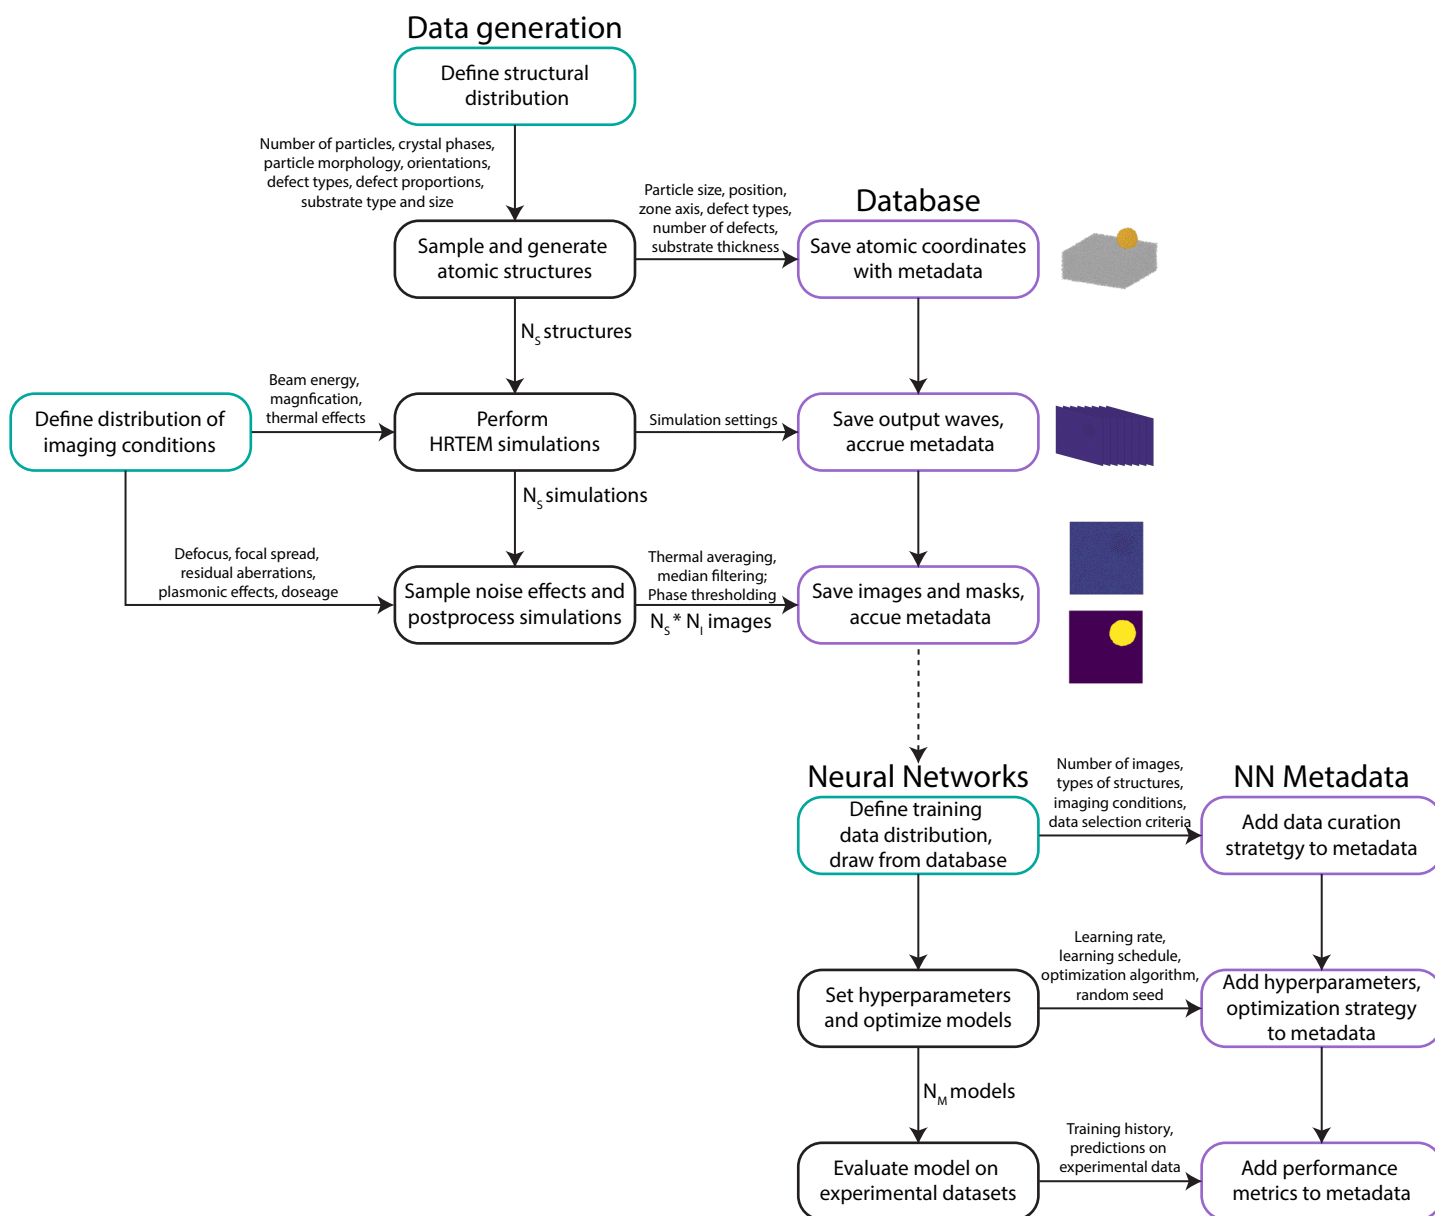 Data generation
Define structural
distribution
Number of particles, crystal phases,
particle morphology, orientations,
defect types, defect proportions,
substrate type and size
Particle size, position,
zone axis, defect types,
number of defects,
substrate thickness
Database
Sample and generate
atomic structures
Save atomic coordinates
with metadata
N_S structures
Beam energy,
magnfication,
thermal effects
Define distribution of
imaging conditions
Perform
HRTEM simulations
Simulation settings
Save output waves,
accrue metadata
N_S simulations
Defocus, focal spread,
residual aberrations,
plasmonic effects, doseage
Sample noise effects and
postprocess simulations
Thermal averaging,
median filtering;
Phase thresholding
N_S * N_I images
Save images and masks,
accue metadata
Neural Networks
Define training
data distribution,
draw from database
Number of images,
types of structures,
imaging conditions,
data selection criteria
NN Metadata
Add data curation
stratetgy to metadata
Set hyperparameters
and optimize models
Learning rate,
learning schedule,
optimization algorithm,
random seed
Add hyperparameters,
optimization strategy
to metadata
N_M models
Evaluate model on
experimental datasets
Training history,
predictions on
experimental data
Add performance
metrics to metadata